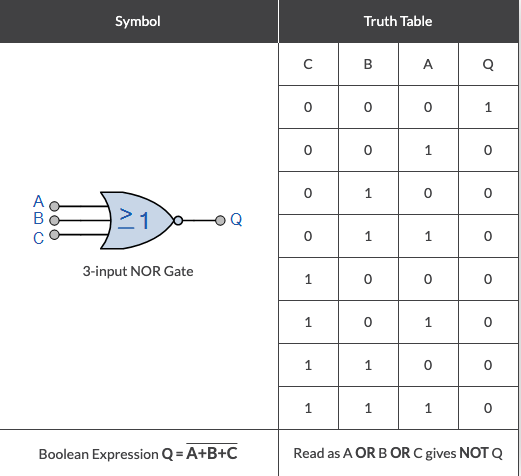 Symbol Truth Table
C B A Q
0 0 0 1
0 0 1 0
0 1 0 0
0 1 1 0
1 0 0 0
1 0 1 0
1 1 0 0
1 1 1 0
A
B
C
≥1
Q
3-input NOR Gate
Boolean Expression Q = A+B+C
Read as A OR B OR C gives NOT Q